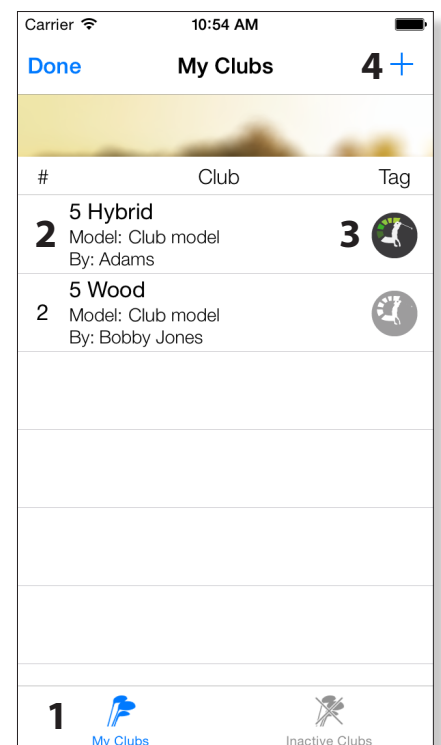 Carrier 10:54 AM
Done My Clubs 4 +
# Club Tag
5 Hybrid
2 Model: Club model 3
By: Adams
5 Wood
2 Model: Club model
By: Bobby Jones
1
My Clubs Inactive Clubs